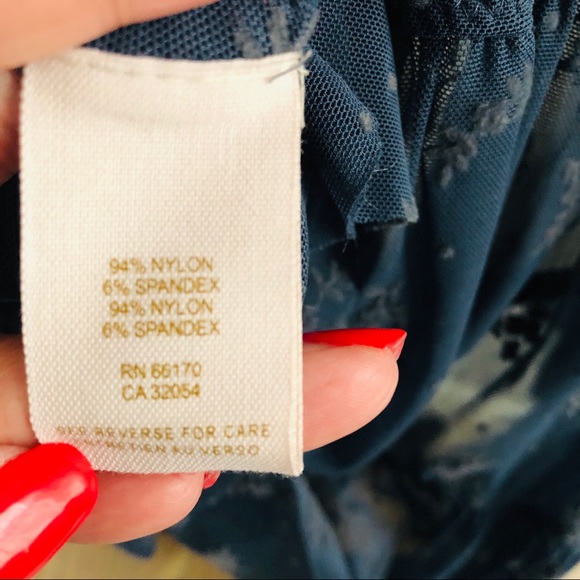 94% NYLON
6% SPANDEX
94% NYLON
6% SPANDEX
RN 66170
CA 32054
SEE REVERSE FOR CARE
ENTRETIEN AU VERSO